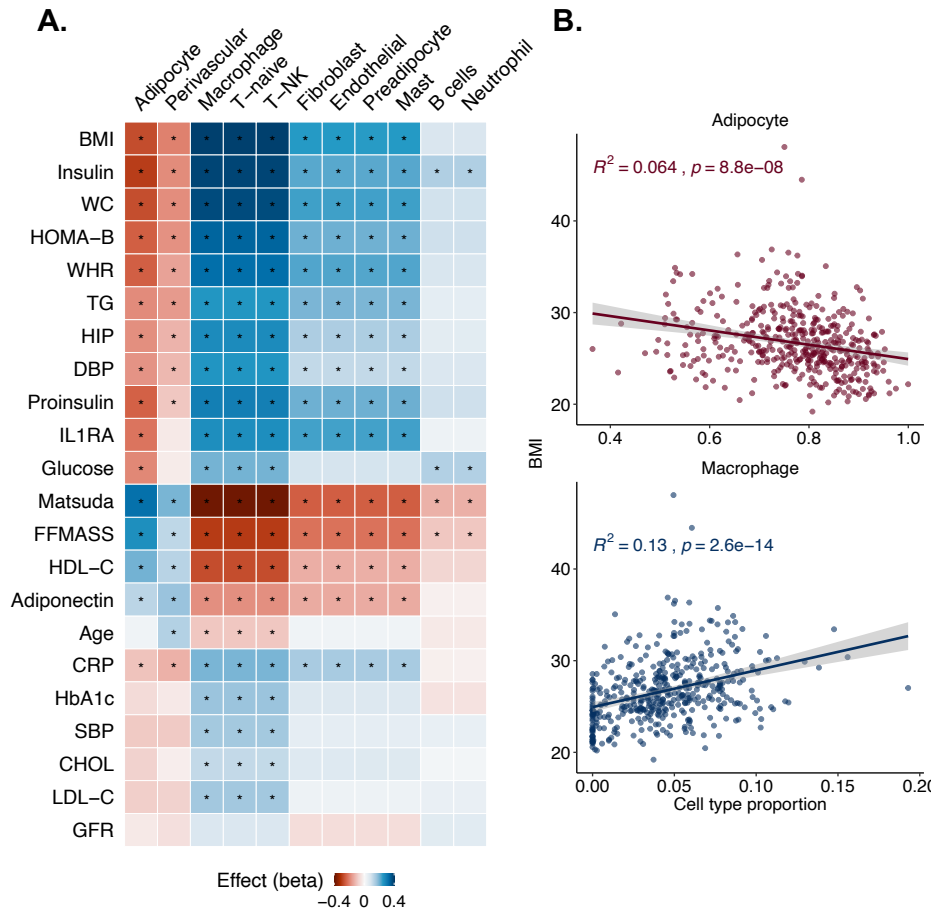 A.
B.
Adipocyte
Perivascular
Macrophage
T−naive
T−NK
Fibroblast
Endothelial
Preadipocyte
Mast
B cells
Neutrophil
BMI
Insulin
WC
HOMA−B
WHR
TG
HIP
DBP
Proinsulin
IL1RA
Glucose
Matsuda
FFMASS
HDL−C
Adiponectin
Age
CRP
HbA1c
SBP
CHOL
LDL−C
GFR
Effect (beta)
−0.4 0 0.4
Adipocyte
R² = 0.064 , p = 8.8e−08
40
30
20
0.4 0.6 0.8 1.0
BMI
Macrophage
R² = 0.13 , p = 2.6e−14
40
30
20
0.00 0.05 0.10 0.15 0.20
Cell type proportion